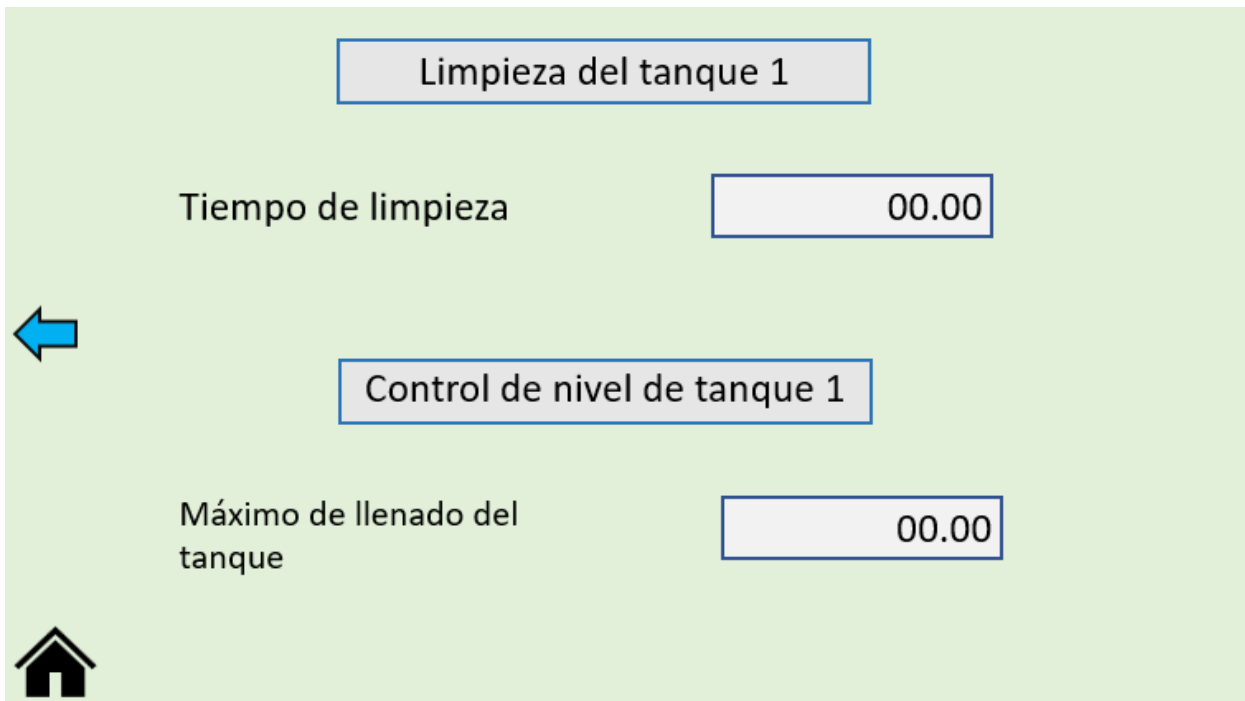 Limpieza del tanque 1
Tiempo de limpieza
00.00
Control de nivel de tanque 1
Máximo de llenado del
tanque
00.00